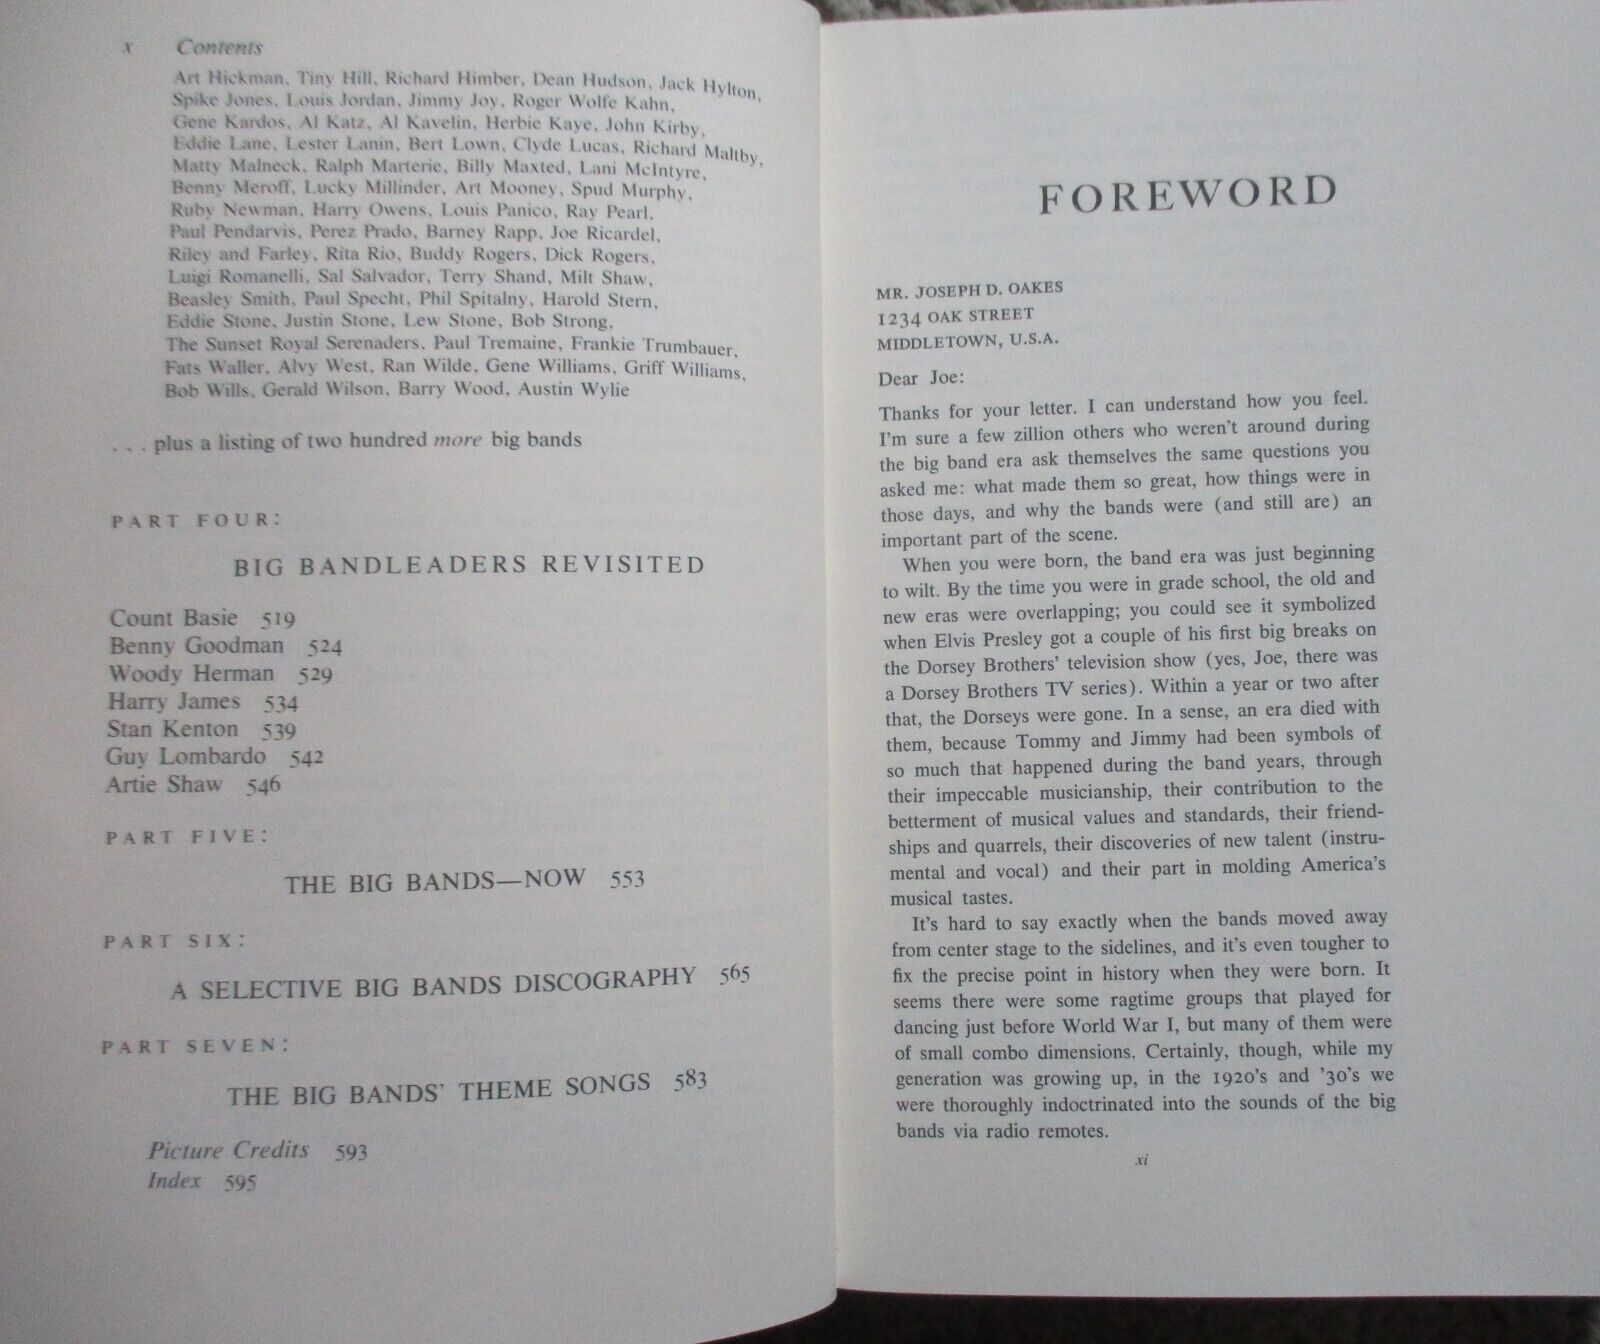 x Contents
Art Hickman, Tiny Hill, Richard Himber, Dean Hudson, Jack Hylton,
Spike Jones, Louis Jordan, Jimmy Joy, Roger Wolfe Kahn,
Gene Kardos, Al Katz, Al Kavelin, Herbie Kaye, John Kirby,
Eddie Lane, Lester Lanin, Bert Lown, Clyde Lucas, Richard Maltby,
Matty Malneck, Ralph Marterie, Billy Maxted, Lani McIntyre,
Benny Meroff, Lucky Millinder, Art Mooney, Spud Murphy,
Ruby Newman, Harry Owens, Louis Panico, Ray Pearl,
Paul Pendarvis, Perez Prado, Barney Rapp, Joe Ricardel,
Riley and Farley, Rita Rio, Buddy Rogers, Dick Rogers,
Luigi Romanelli, Sal Salvador, Terry Shand, Milt Shaw,
Beasley Smith, Paul Specht, Phil Spitalny, Harold Stern,
Eddie Stone, Justin Stone, Lew Stone, Bob Strong,
The Sunset Royal Serenaders, Paul Tremaine, Frankie Trumbauer,
Fats Waller, Alvy West, Ran Wilde, Gene Williams, Griff Williams,
Bob Wills, Gerald Wilson, Barry Wood, Austin Wylie
. . . plus a listing of two hundred more big bands
PART FOUR:
BIG BANDLEADERS REVISITED
Count Basie 519
Benny Goodman 524
Woody Herman 529
Harry James 534
Stan Kenton 539
Guy Lombardo 542
Artie Shaw 546
PART FIVE:
THE BIG BANDS—NOW 553
PART SIX:
A SELECTIVE BIG BANDS DISCOGRAPHY 565
PART SEVEN:
THE BIG BANDS' THEME SONGS 583
Picture Credits 593
Index 595
FOREWORD
MR. JOSEPH D. OAKES
1234 OAK STREET
MIDDLETOWN, U.S.A.
Dear Joe:
Thanks for your letter. I can understand how you feel.
I'm sure a few zillion others who weren't around during
the big band era ask themselves the same questions you
asked me: what made them so great, how things were in
those days, and why the bands were (and still are) an
important part of the scene.
When you were born, the band era was just beginning
to wilt. By the time you were in grade school, the old and
new eras were overlapping; you could see it symbolized
when Elvis Presley got a couple of his first big breaks on
the Dorsey Brothers' television show (yes, Joe, there was
a Dorsey Brothers TV series). Within a year or two after
that, the Dorseys were gone. In a sense, an era died with
them, because Tommy and Jimmy had been symbols of
so much that happened during the band years, through
their impeccable musicianship, their contribution to the
betterment of musical values and standards, their friend-
ships and quarrels, their discoveries of new talent (instru-
mental and vocal) and their part in molding America's
musical tastes.
It's hard to say exactly when the bands moved away
from center stage to the sidelines, and it's even tougher to
fix the precise point in history when they were born. It
seems there were some ragtime groups that played for
dancing just before World War I, but many of them were
of small combo dimensions. Certainly, though, while my
generation was growing up, in the 1920's and '30's we
were thoroughly indoctrinated into the sounds of the big
bands via radio remotes.
xi